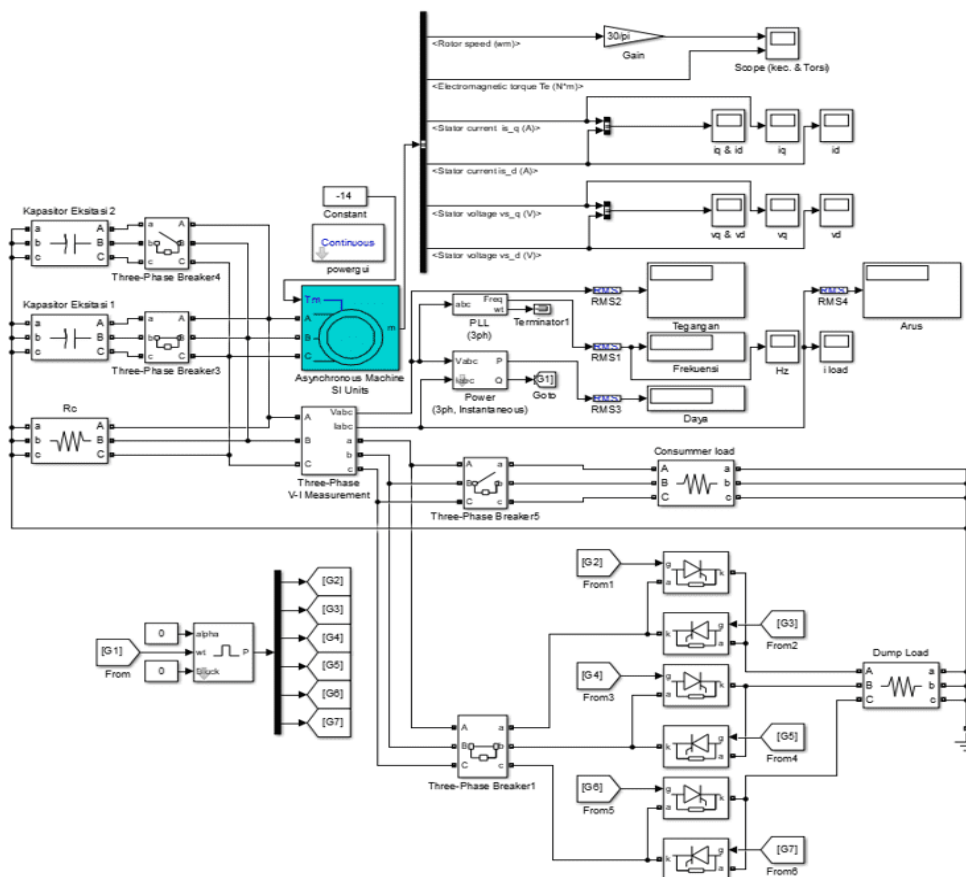 <Rotor speed (wm)>
30/pi
Gain
Scope (kec. & Torsi)
<Electromagnetic torque Te (N*m)>
<Stator current is_q (A)>
iq & id
iq
id
<Stator current is_d (A)>
-14
Constant
<Stator voltage vs_q (V)>
vq & vd
vq
vd
<Stator voltage vs_d (V)>
Continuous
powergui
Kapasitor Eksitasi 2
a A a A
b B b B
c C c C
Three-Phase Breaker4
Kapasitor Eksitasi 1
a A a A
b B b B
c C c C
Three-Phase Breaker3
Tm
A
B
C
m
Asynchronous Machine
SI Units
RMS
RMS2
Tegangan
RMS
RMS4
Arus
abc
Freq
wt
PLL
(3ph)
Terminator1
RMS
RMS1
Frekuensi
Hz
i load
Vabc P
Iabc Q
Power
(3ph, Instantaneous)
[G1]
Goto
RMS
RMS3
Daya
Rc
a A
b B
c C
A Vabc
Iabc
B a
b
C c
Three-Phase
V-I Measurement
A a
B b
C c
Three-Phase Breaker5
Consummer load
A a
B b
C c
[G1]
From
0
0
alpha
wt
P
[G2]
[G3]
[G4]
[G5]
[G6]
[G7]
A a
B b
C c
Three-Phase Breaker1
[G2]
From1
g k
a
[G3]
From2
k g
a
[G4]
From3
g k
a
[G5]
From4
k g
a
[G6]
From5
g k
a
[G7]
From6
k g
a
Dump Load
A a
B b
C c